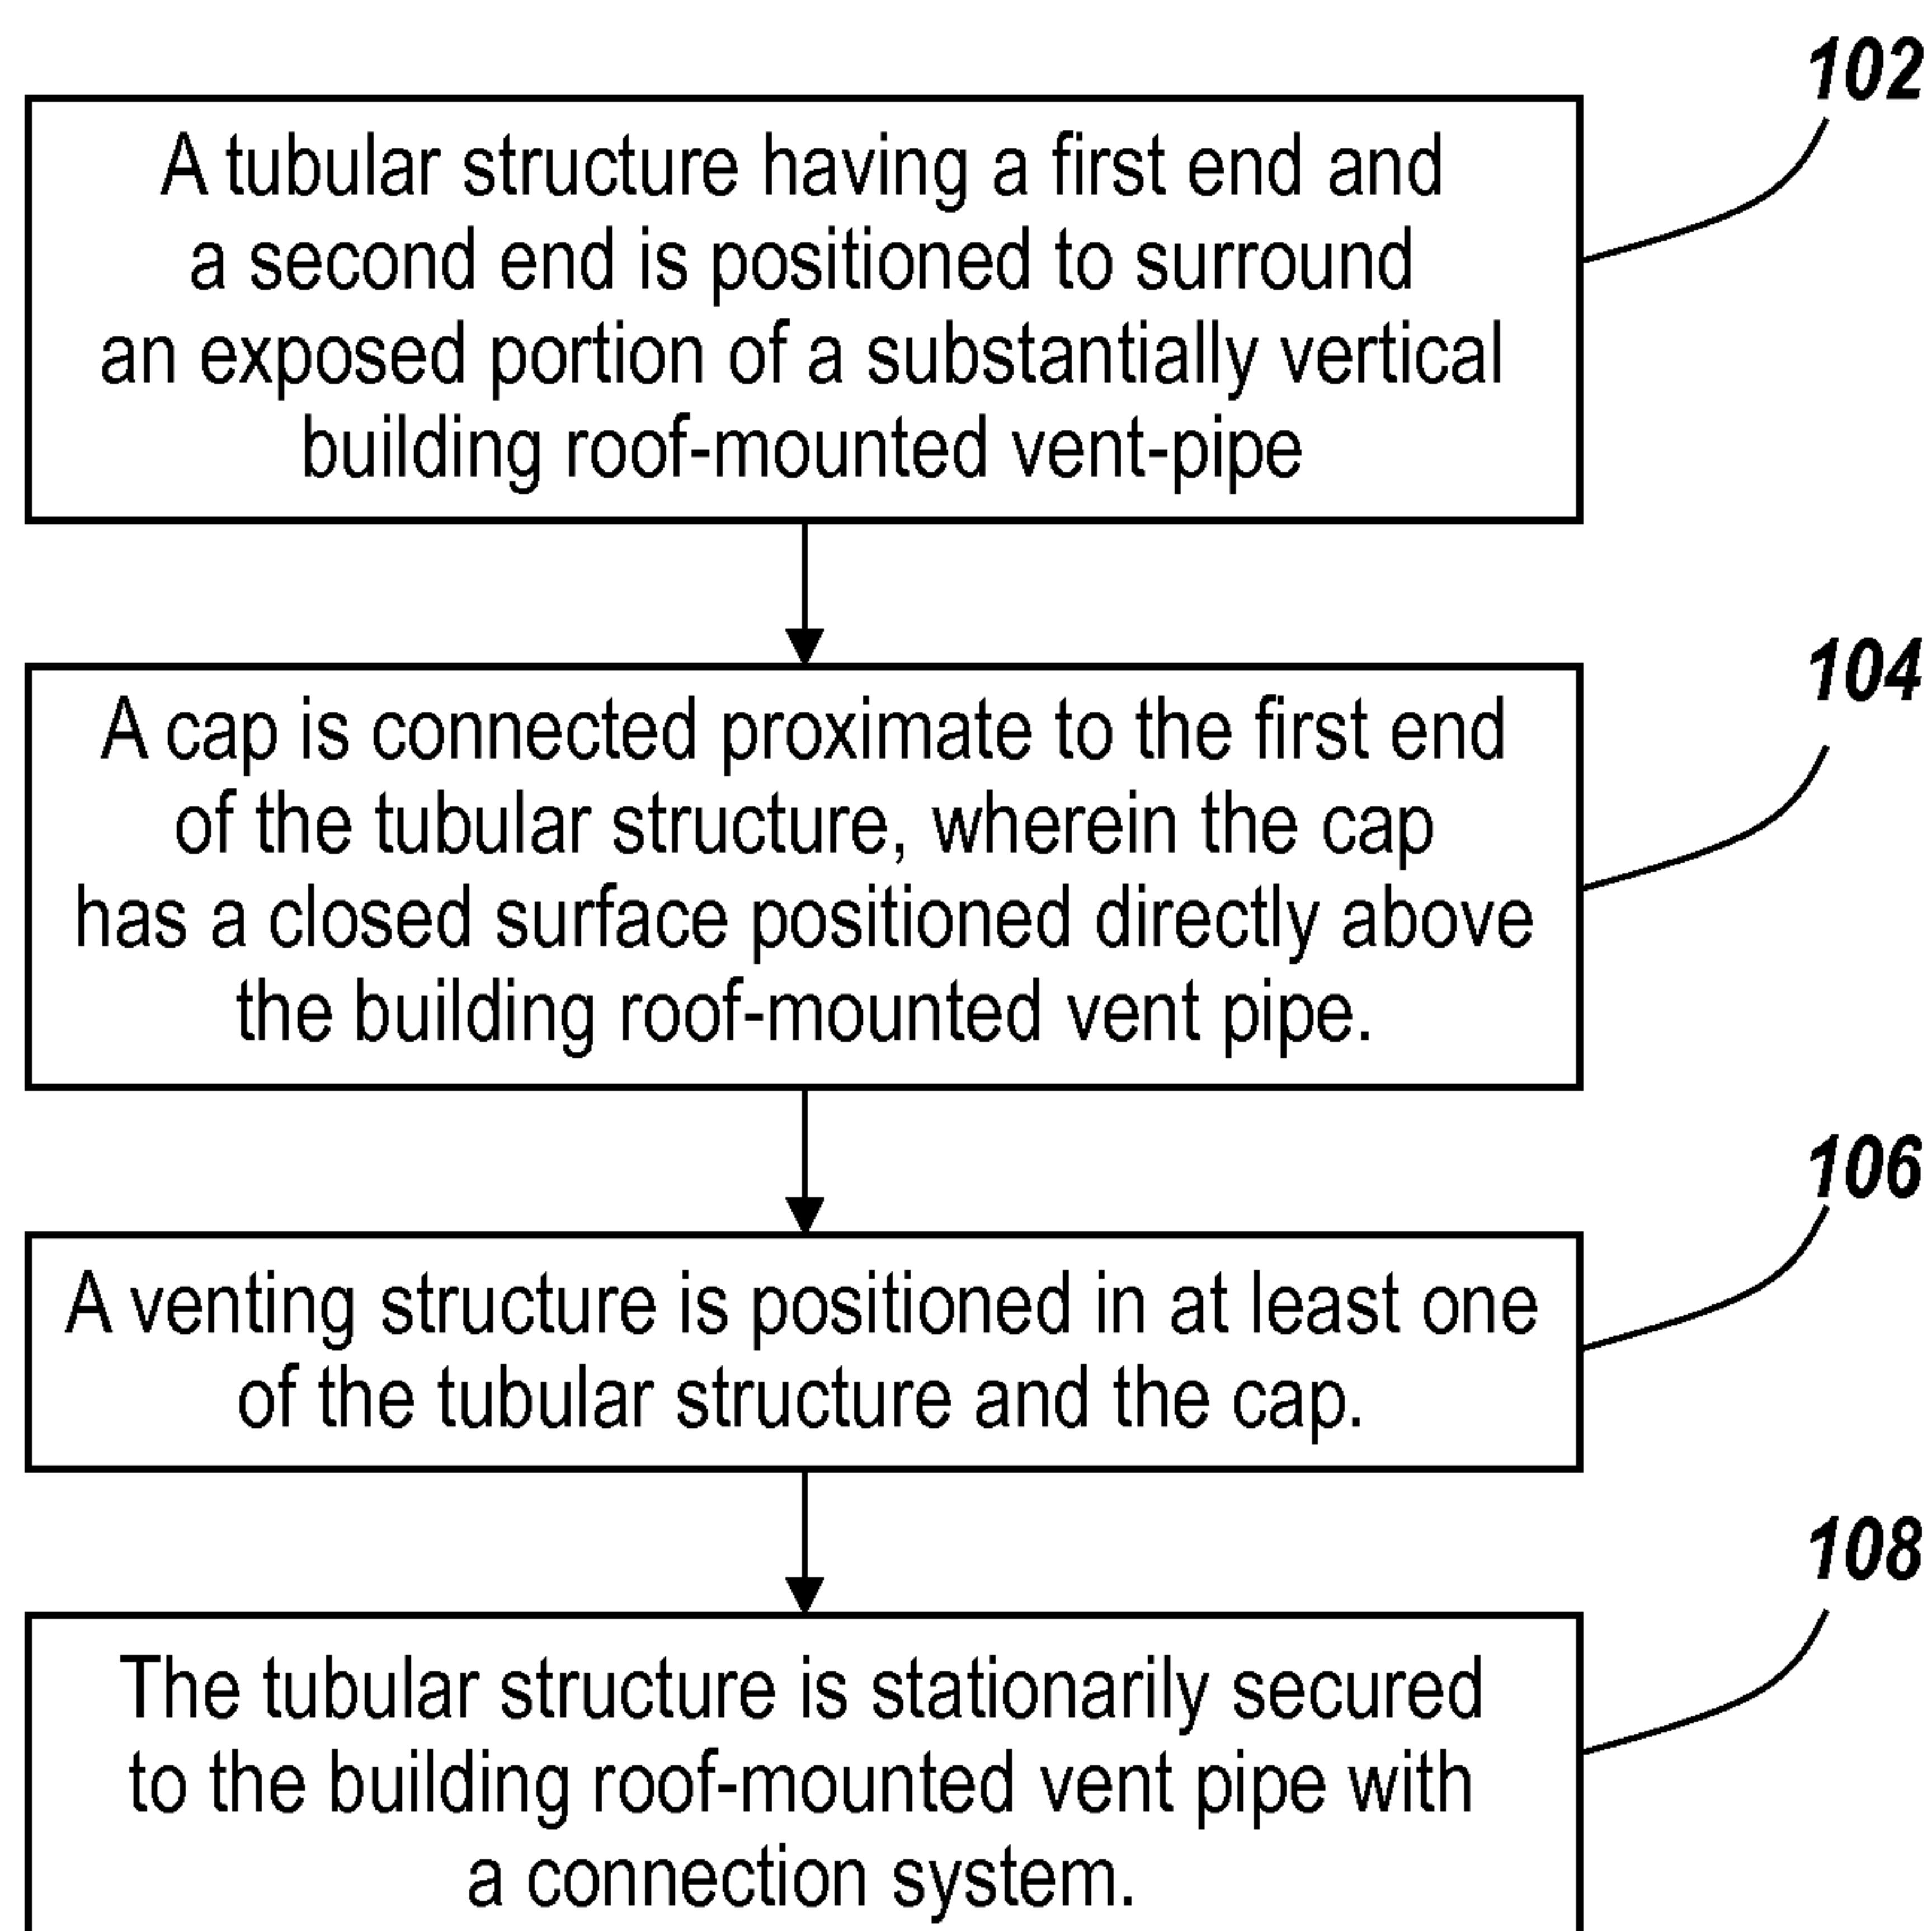 102
A tubular structure having a first end and
a second end is positioned to surround
an exposed portion of a substantially vertical
building roof-mounted vent-pipe
104
A cap is connected proximate to the first end
of the tubular structure, wherein the cap
has a closed surface positioned directly above
the building roof-mounted vent pipe.
106
A venting structure is positioned in at least one
of the tubular structure and the cap.
108
The tubular structure is stationarily secured
to the building roof-mounted vent pipe with
a connection system.